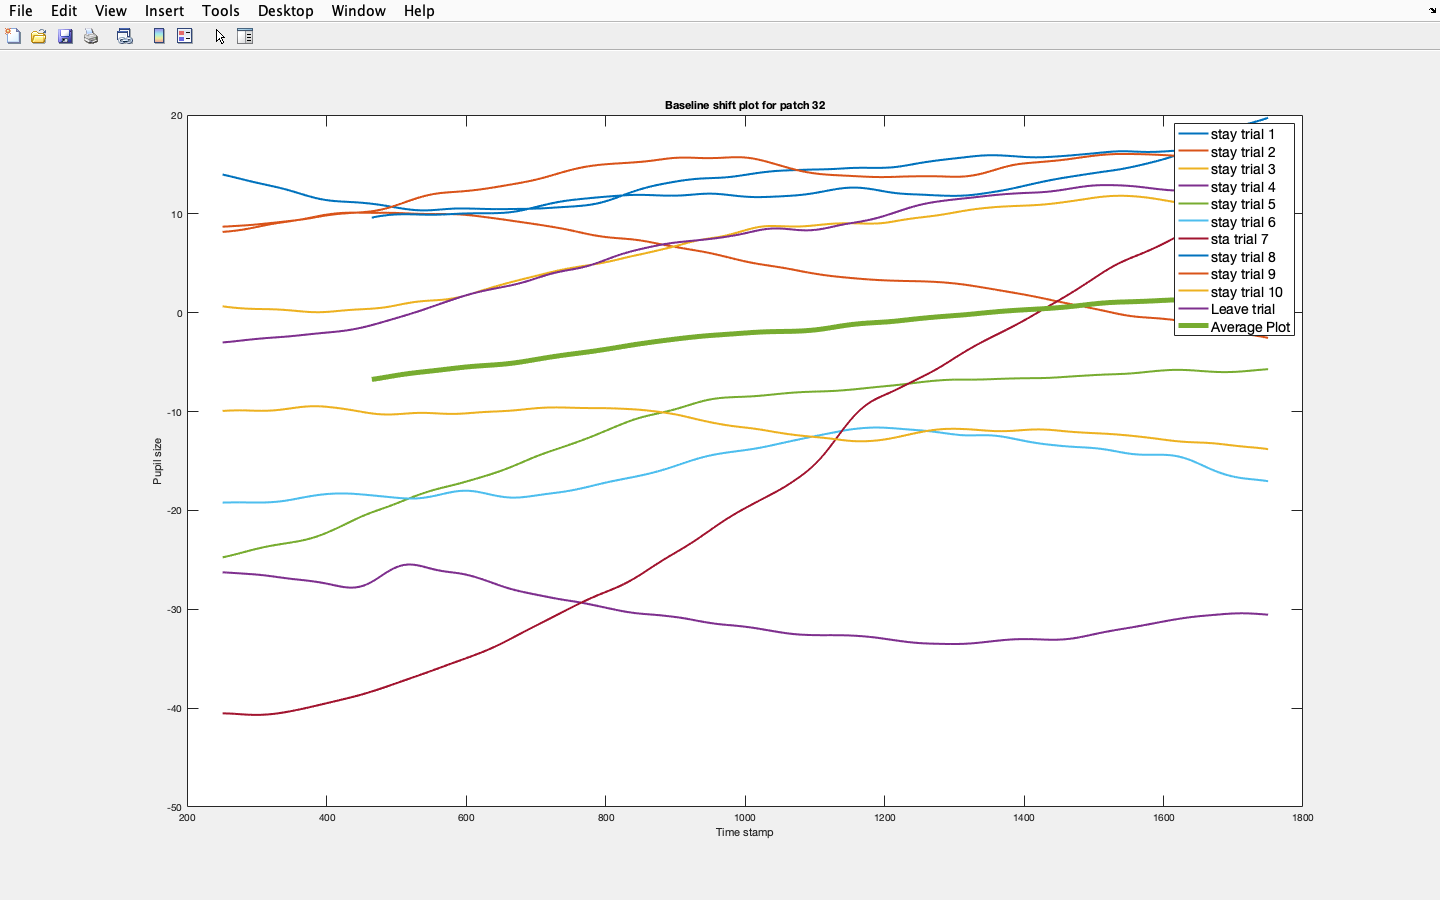 File Edit View Insert Tools Desktop Window Help
Baseline shift plot for patch 32
20
10
0
-10
-20
-30
-40
-50
Pupil size
stay trial 1
stay trial 2
stay trial 3
stay trial 4
stay trial 5
stay trial 6
sta trial 7
stay trial 8
stay trial 9
stay trial 10
Leave trial
Average Plot
200 400 600 800 1000 1200 1400 1600 1800
Time stamp